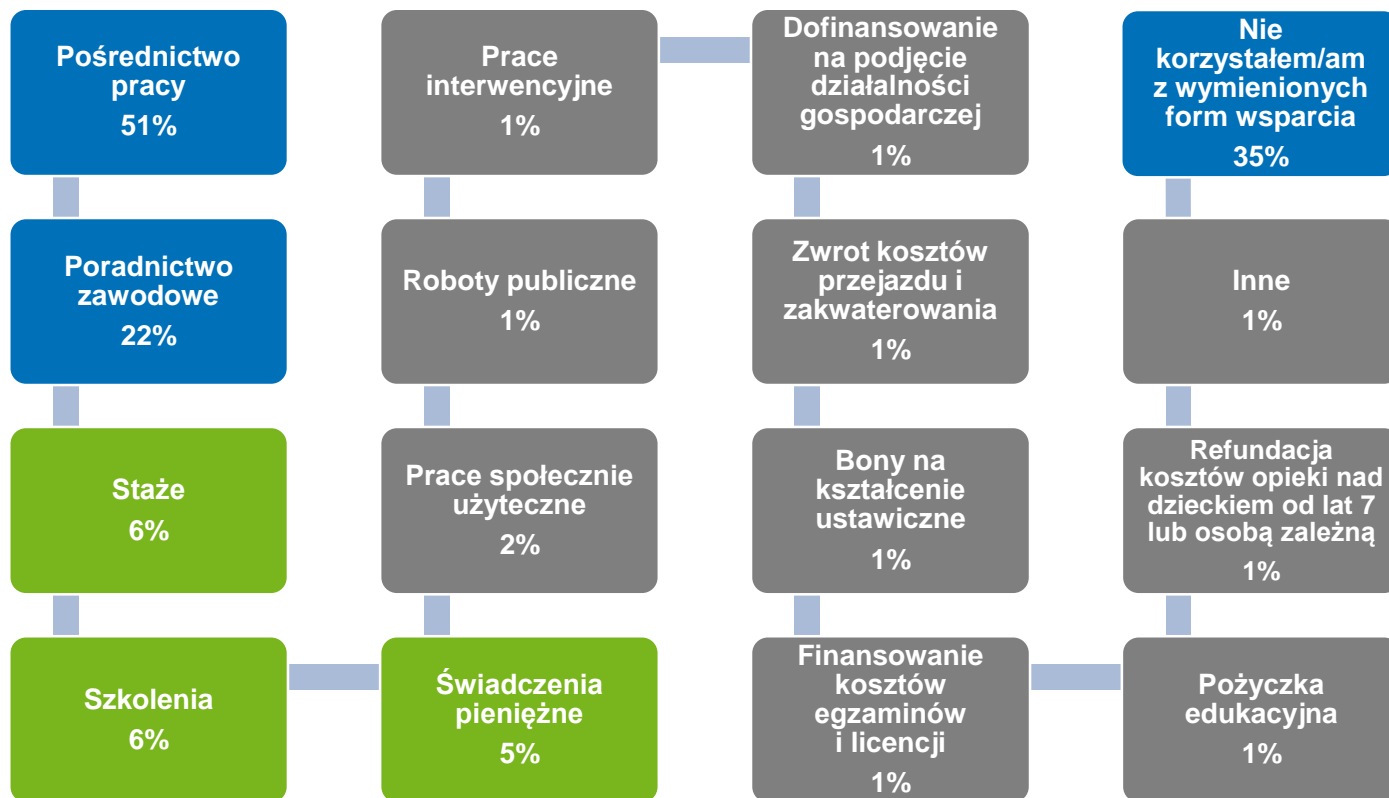 Pośrednictwo
pracy
51%
Poradnictwo
zawodowe
22%
Staże
6%
Szkolenia
6%
Świadczenia
pieniężne
5%
Prace społecznie
użyteczne
2%
Roboty publiczne
1%
Prace
interwencyjne
1%
Dofinansowanie
na podjęcie
działalności
gospodarczej
1%
Zwrot kosztów
przejazdu i
zakwaterowania
1%
Bony na
kształcenie
ustawiczne
1%
Finansowanie
kosztów
egzaminów
i licencji
1%
Pożyczka
edukacyjna
1%
Refundacja
kosztów opieki nad
dzieckiem od lat 7
lub osobą zależną
1%
Inne
1%
Nie
korzystałem/am
z wymienionych
form wsparcia
35%